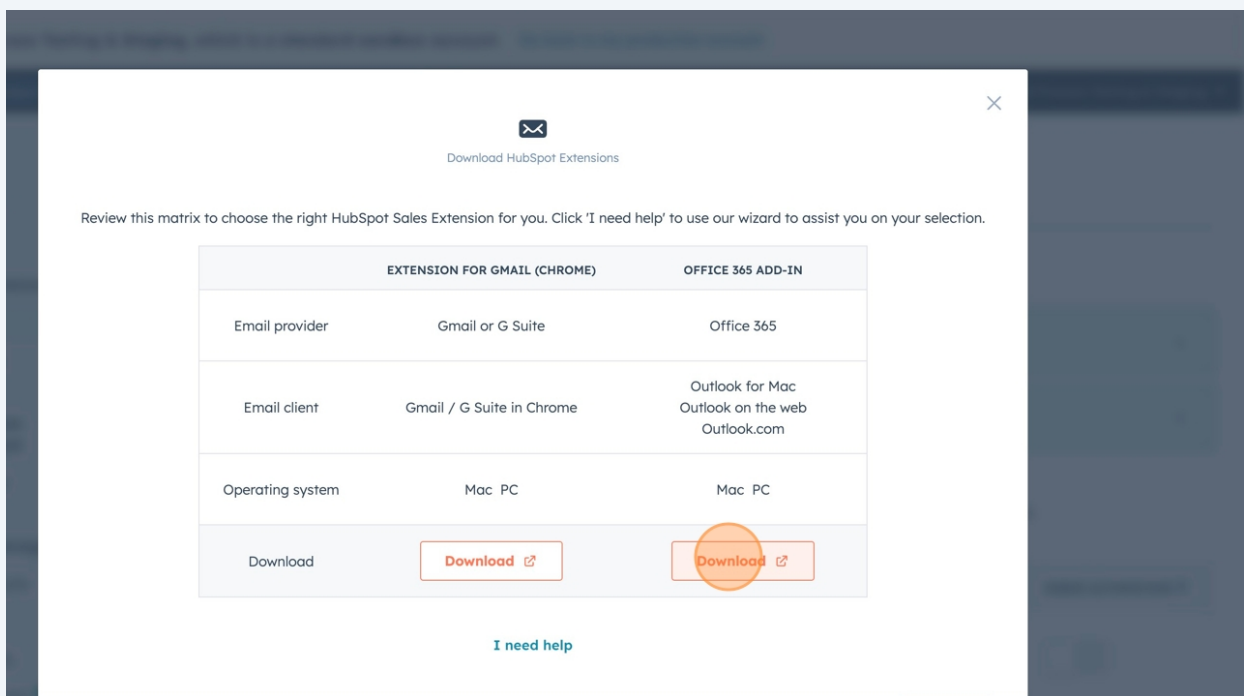 Download HubSpot Extensions
Review this matrix to choose the right HubSpot Sales Extension for you. Click 'I need help' to use our wizard to assist you on your selection.
EXTENSION FOR GMAIL (CHROME) OFFICE 365 ADD-IN
Email provider Gmail or G Suite Office 365
Email client Gmail / G Suite in Chrome Outlook for Mac
Outlook on the web
Outlook.com
Operating system Mac PC Mac PC
Download Download Download
I need help